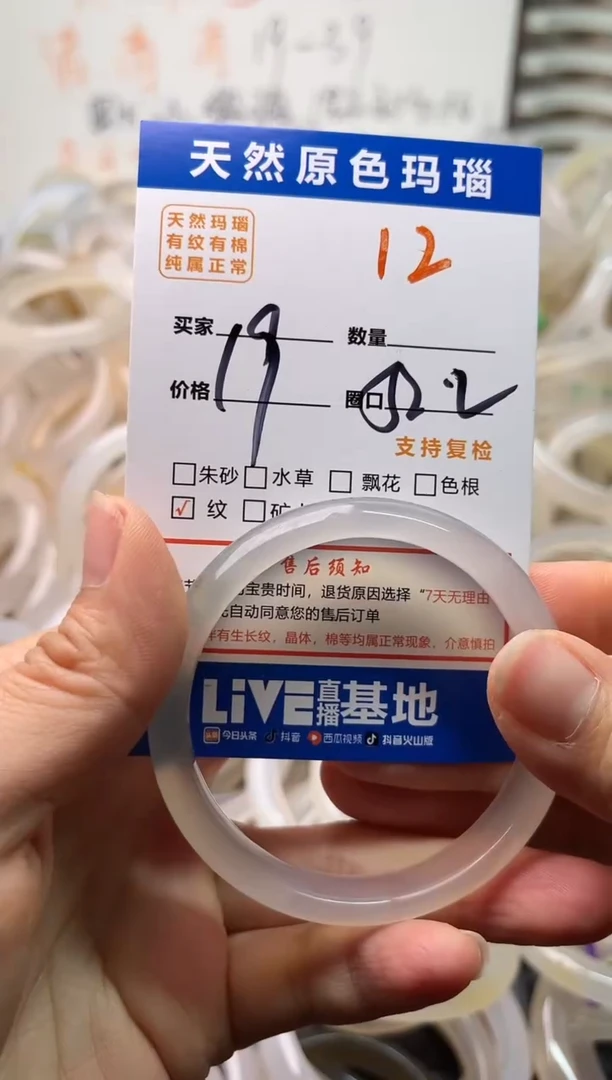 19-39
天然原色玛瑙
天然玛瑙
有纹有棉
纯属正常
12
买家 数量
价格 19 圈口 52.2
支持复检
朱砂 水草 飘花 色根
✓ 纹
售后须知
宝贵时间，退货原因选择“7天无理由
自动同意您的售后订单
有生长纹，晶体，棉等均属正常现象，介意慎拍
LiVE直播基地
头条 今日头条 抖音 西瓜视频 抖音火山版